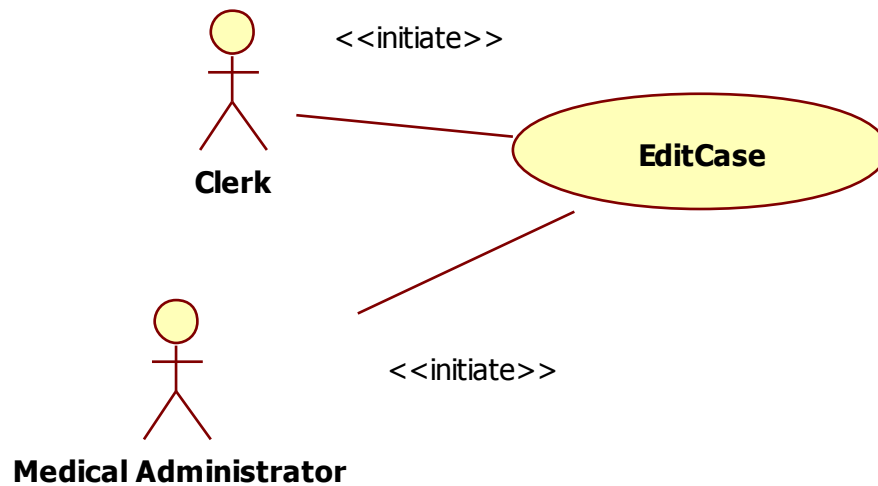 <<initiate>>
EditCase
Clerk
<<initiate>>
Medical Administrator